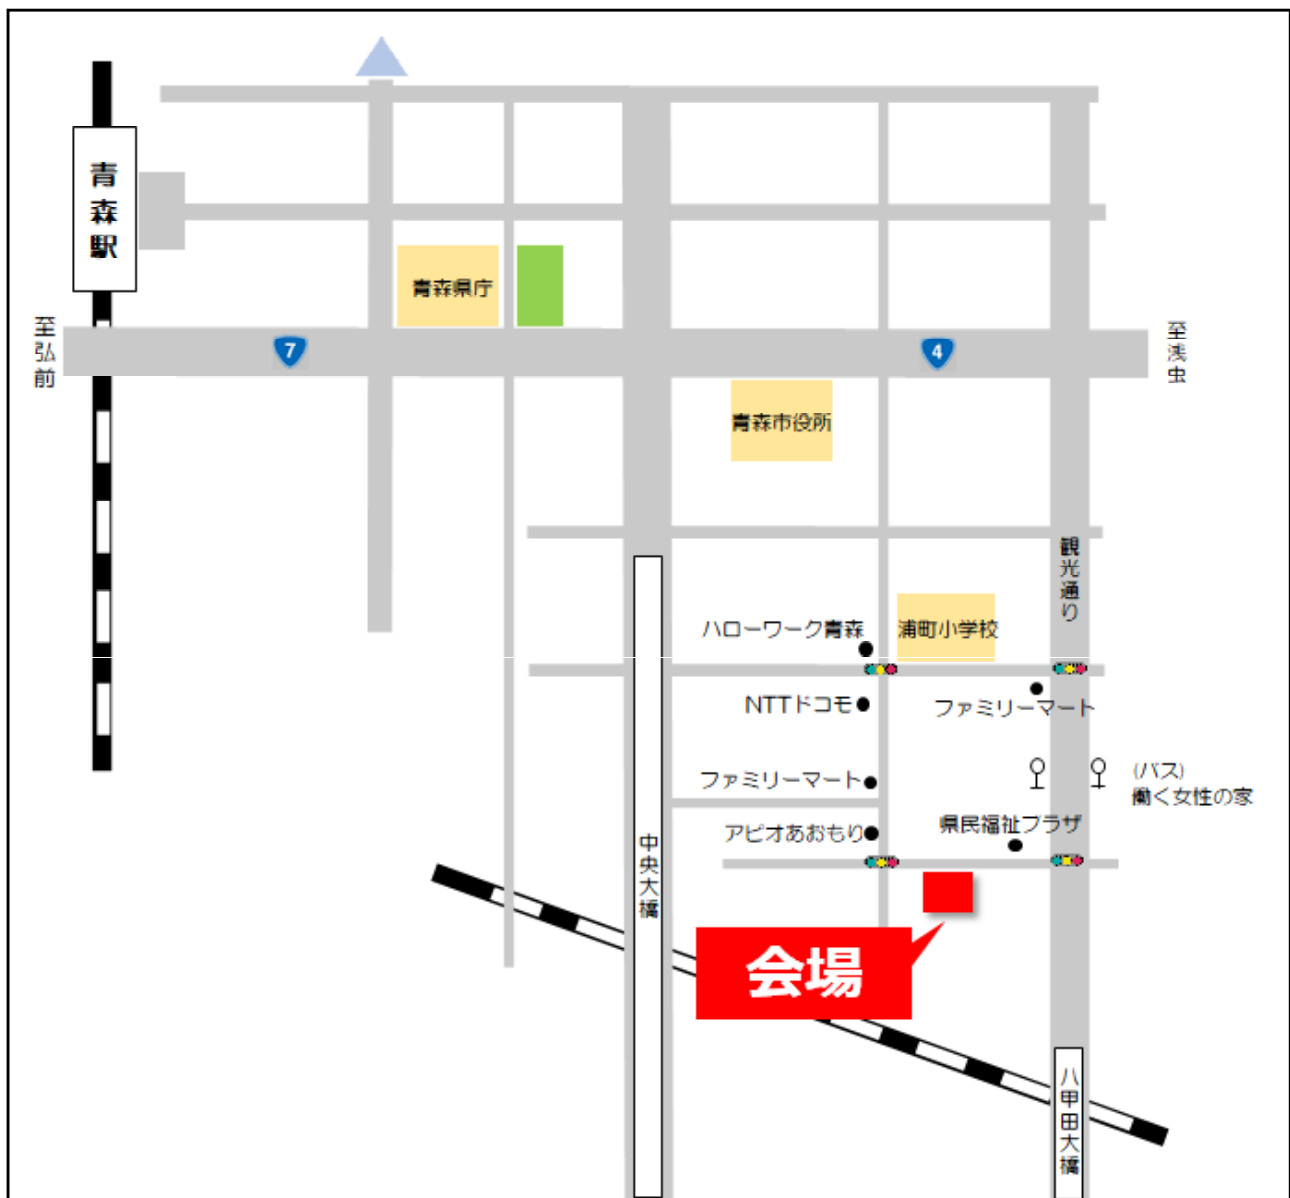 青森駅
青森県庁
至弘前
7
4
至浅虫
青森市役所
観光通り
ハローワーク青森
浦町小学校
NTTドコモ
ファミリーマート
ファミリーマート
(バス)
働く女性の家
アピオあおもり
県民福祉プラザ
中央大橋
会場
八甲田大橋